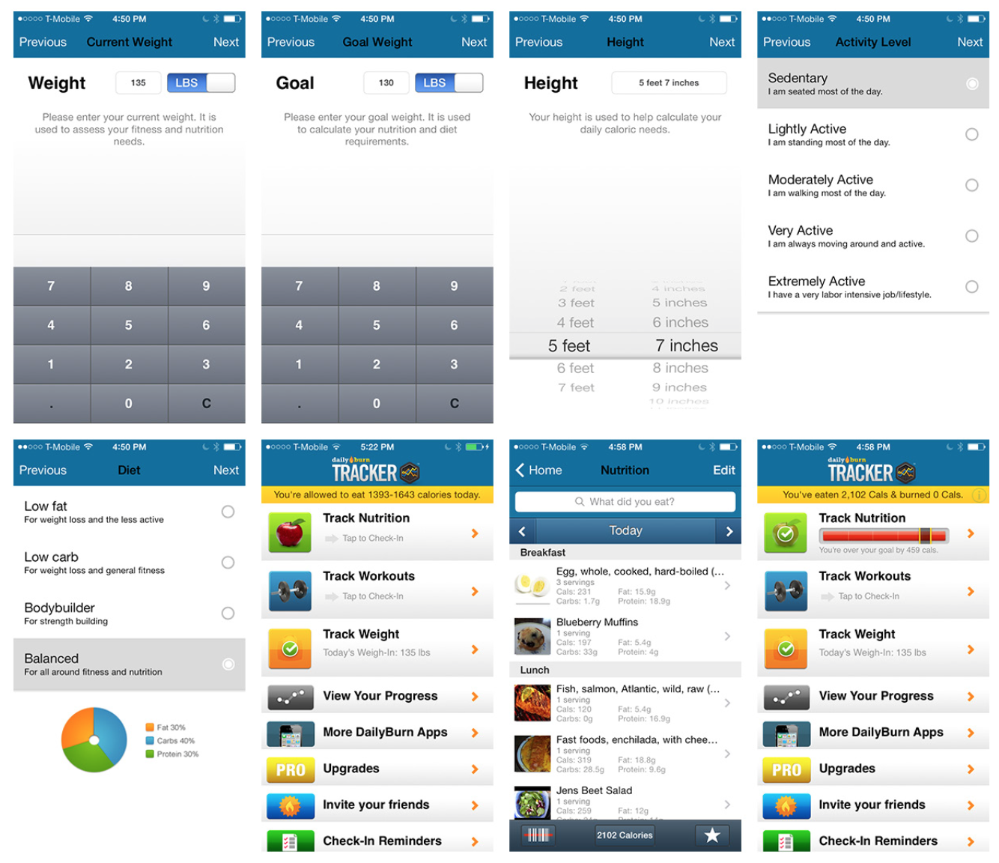 ●○○○○ T-Mobile 4:50 PM
Previous Current Weight Next
Weight 135 LBS
Please enter your current weight. It is
used to assess your fitness and nutrition
needs.
7 8 9
4 5 6
1 2 3
. 0 C
●○○○○ T-Mobile 4:50 PM
Previous Goal Weight Next
Goal 130 LBS
Please enter your goal weight. It is used
to calculate your nutrition and diet
requirements.
7 8 9
4 5 6
1 2 3
. 0 C
●○○○○ T-Mobile 4:50 PM
Previous Height Next
Height 5 feet 7 inches
Your height is used to help calculate your
daily caloric needs.
2 feet 4 inches
3 feet 5 inches
4 feet 6 inches
5 feet 7 inches
6 feet 8 inches
7 feet 9 inches
10 inches
●●○○○ T-Mobile 4:50 PM
Previous Activity Level Next
Sedentary
I am seated most of the day.
Lightly Active
I am standing most of the day.
Moderately Active
I am walking most of the day.
Very Active
I am always moving around and active.
Extremely Active
I have a very labor intensive job/lifestyle.
●●○○○ T-Mobile 4:50 PM
Previous Diet Next
Low fat
For weight loss and the less active
Low carb
For weight loss and general fitness
Bodybuilder
For strength building
Balanced
For all around fitness and nutrition
Fat 30%
Carbs 40%
Protein 30%
●○○○○ T-Mobile 5:22 PM
daily burn
TRACKER
You're allowed to eat 1393-1643 calories today.
Track Nutrition
Tap to Check-In
Track Workouts
Tap to Check-In
Track Weight
Today's Weigh-In: 135 lbs
View Your Progress
More DailyBurn Apps
PRO Upgrades
Invite your friends
Check-In Reminders
●○○○○ T-Mobile 4:58 PM
Home Nutrition Edit
What did you eat?
Today
Breakfast
Egg, whole, cooked, hard-boiled (...
3 servings
Cals: 231 Fat: 15.9g
Carbs: 1.7g Protein: 18.9g
Blueberry Muffins
1 serving
Cals: 197 Fat: 5.4g
Carbs: 33g Protein: 4g
Lunch
Fish, salmon, Atlantic, wild, raw (...
1 serving
Cals: 120 Fat: 5.4g
Carbs: 0g Protein: 16.9g
Fast foods, enchilada, with chee...
1 serving
Cals: 319 Fat: 18.8g
Carbs: 28.5g Protein: 9.6g
Jens Beet Salad
1 serving
Cals: 259 Fat: 12g
2102 Calories
●●○○○ T-Mobile 4:58 PM
daily burn
TRACKER
You've eaten 2,102 Cals & burned 0 Cals.
Track Nutrition
You're over your goal by 459 cals.
Track Workouts
Tap to Check-In
Track Weight
Today's Weigh-In: 135 lbs
View Your Progress
More DailyBurn Apps
PRO Upgrades
Invite your friends
Check-In Reminders